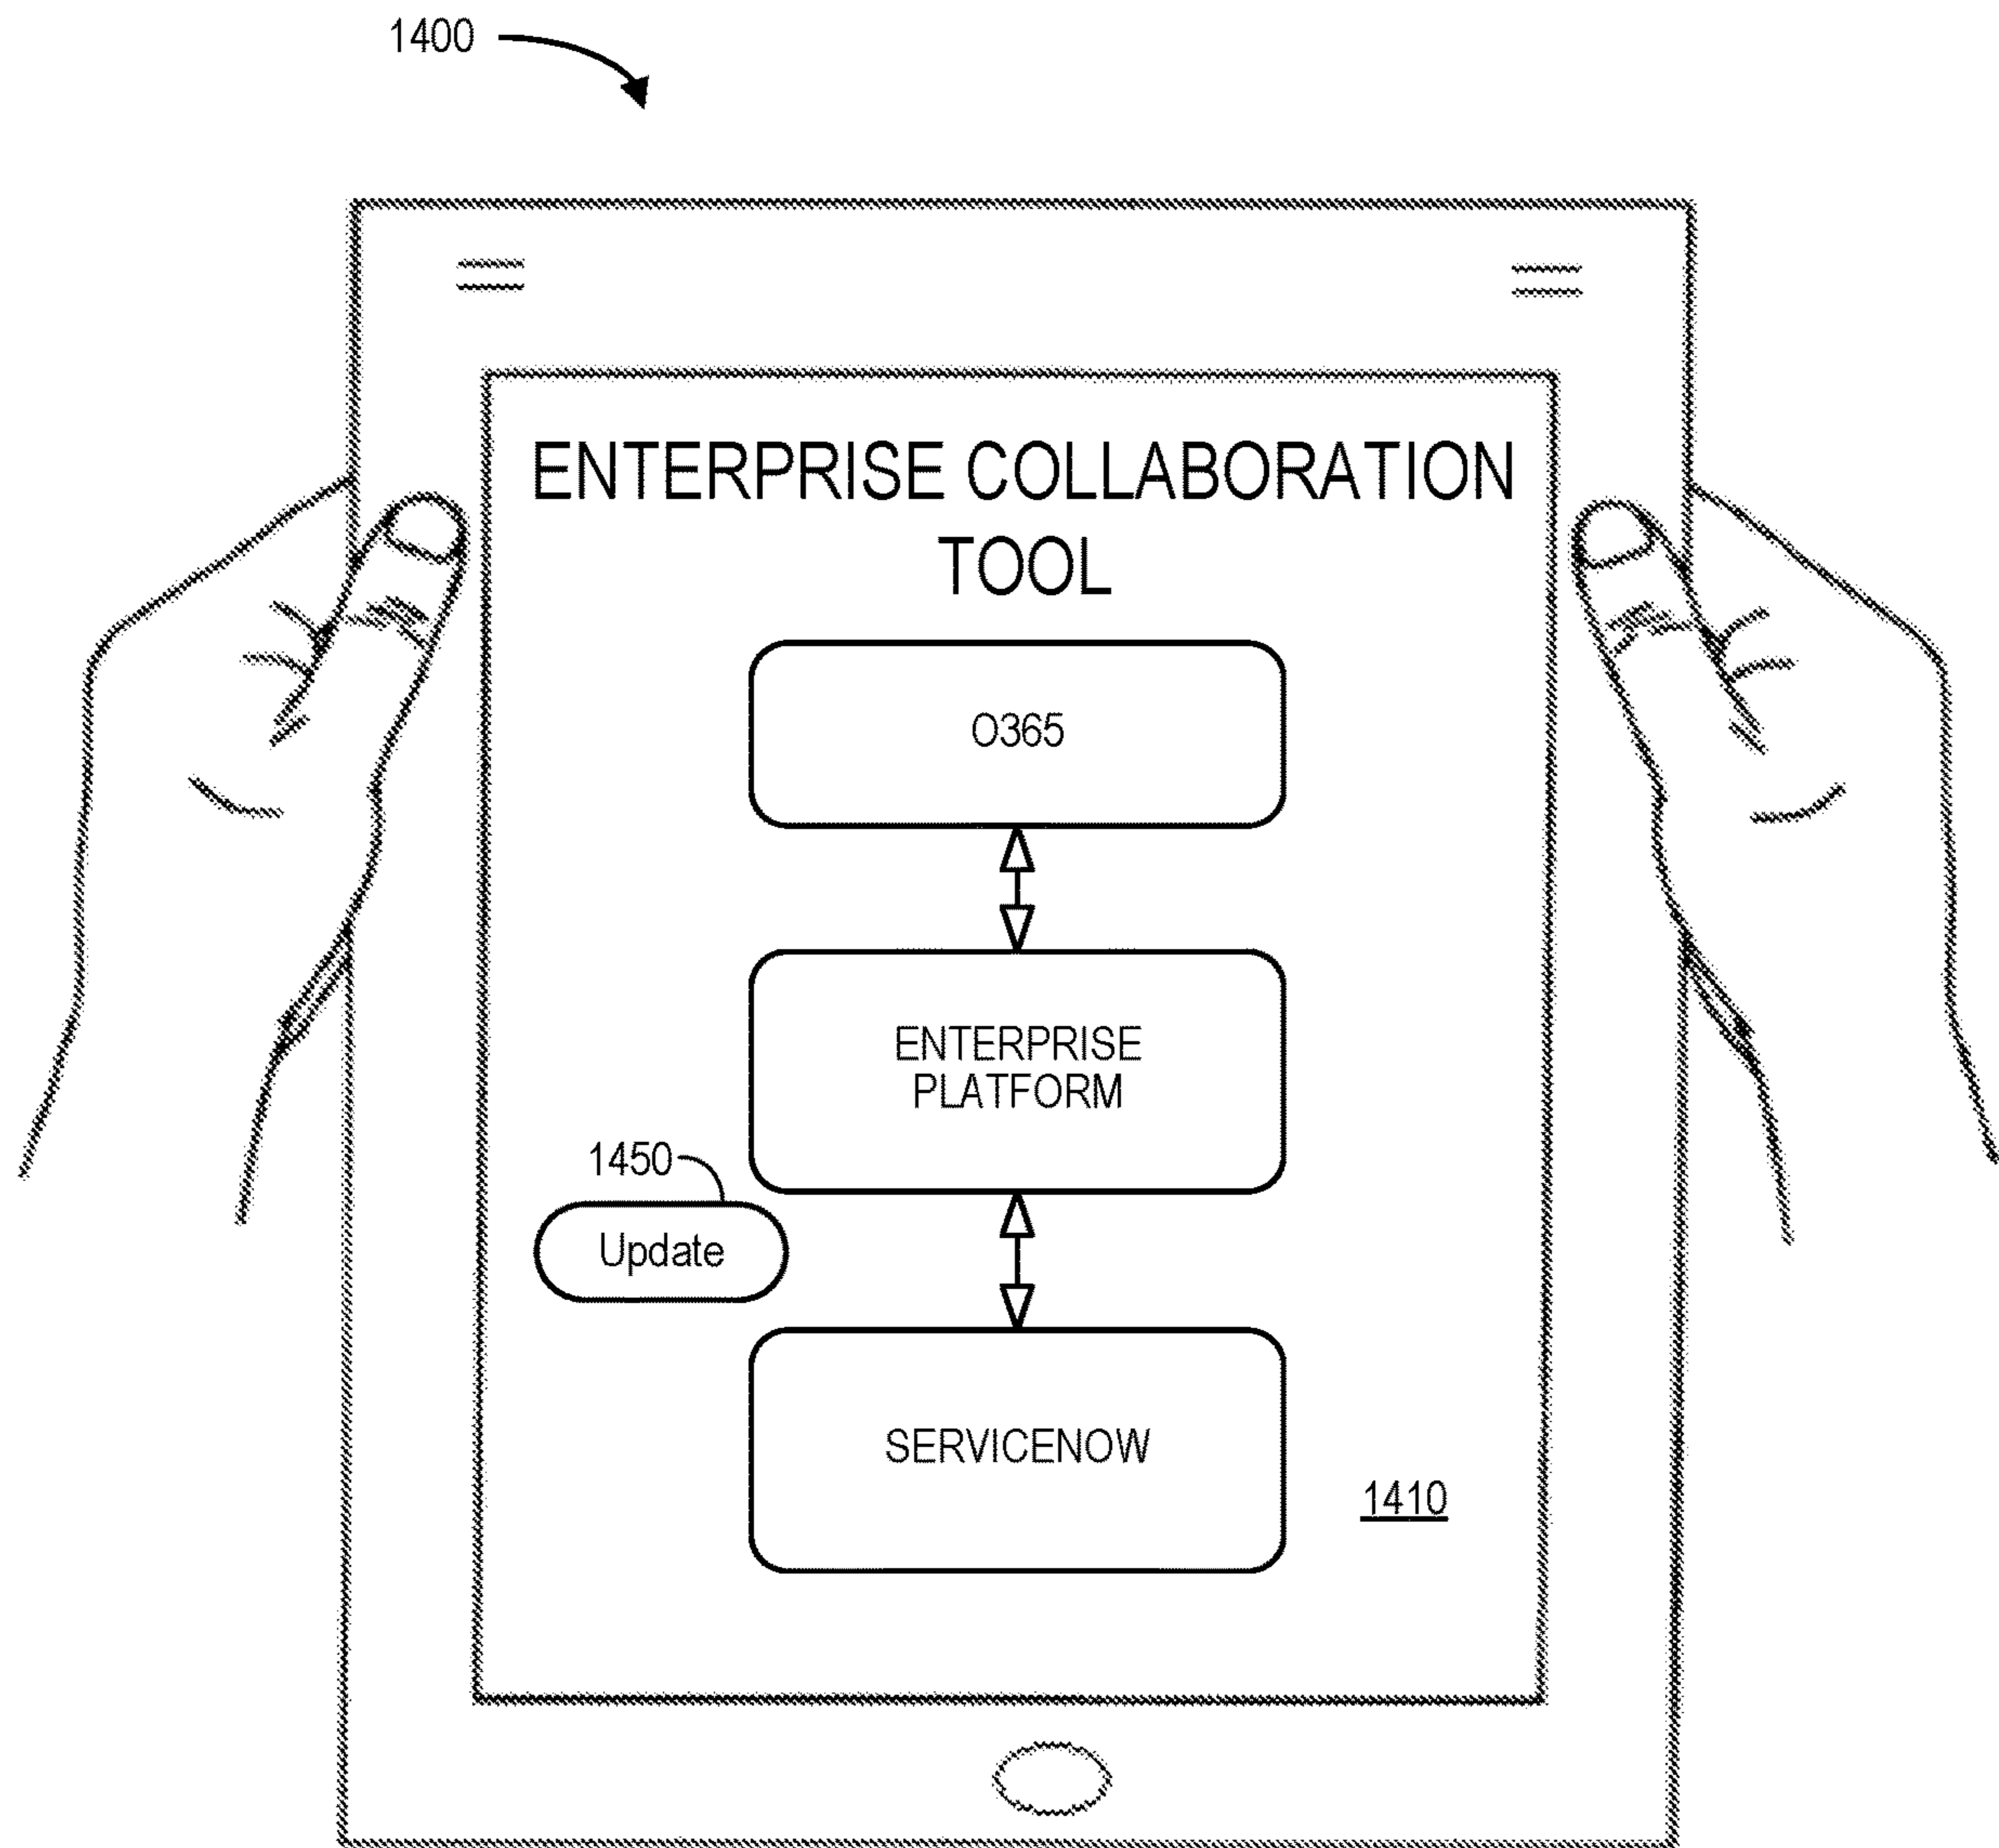 1400
ENTERPRISE COLLABORATION
TOOL
O365
ENTERPRISE
PLATFORM
1450
Update
SERVICENOW
1410